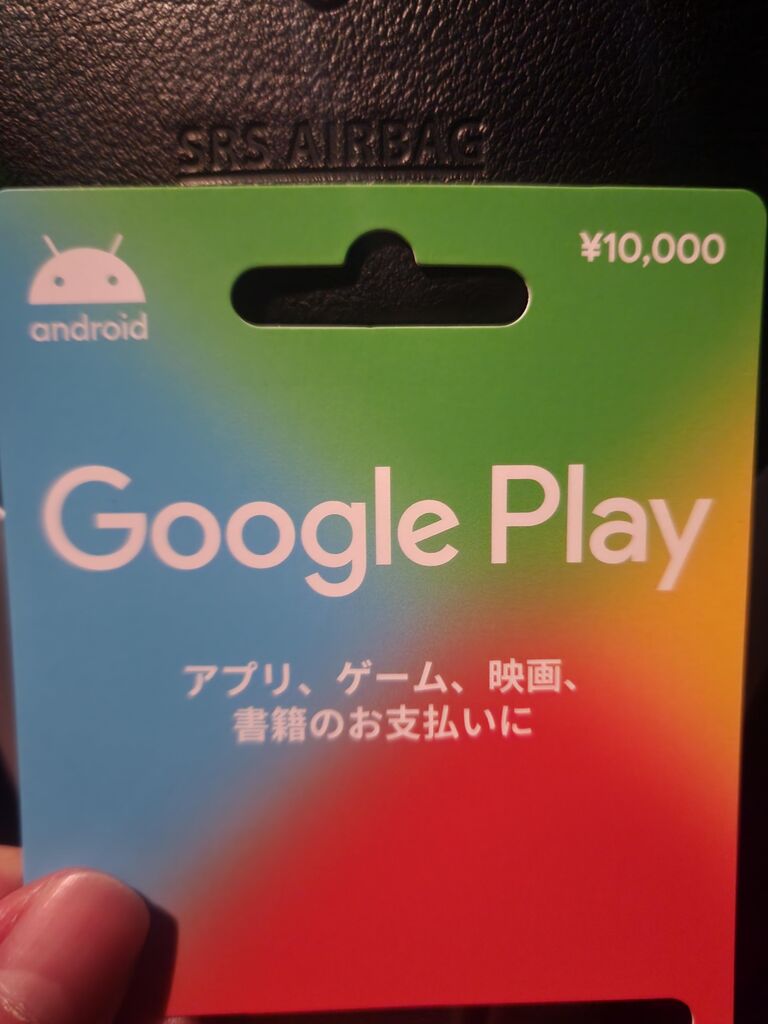 SRS AIRBAG
¥10,000
android
Google Play
アプリ、ゲーム、映画、
書籍のお支払いに